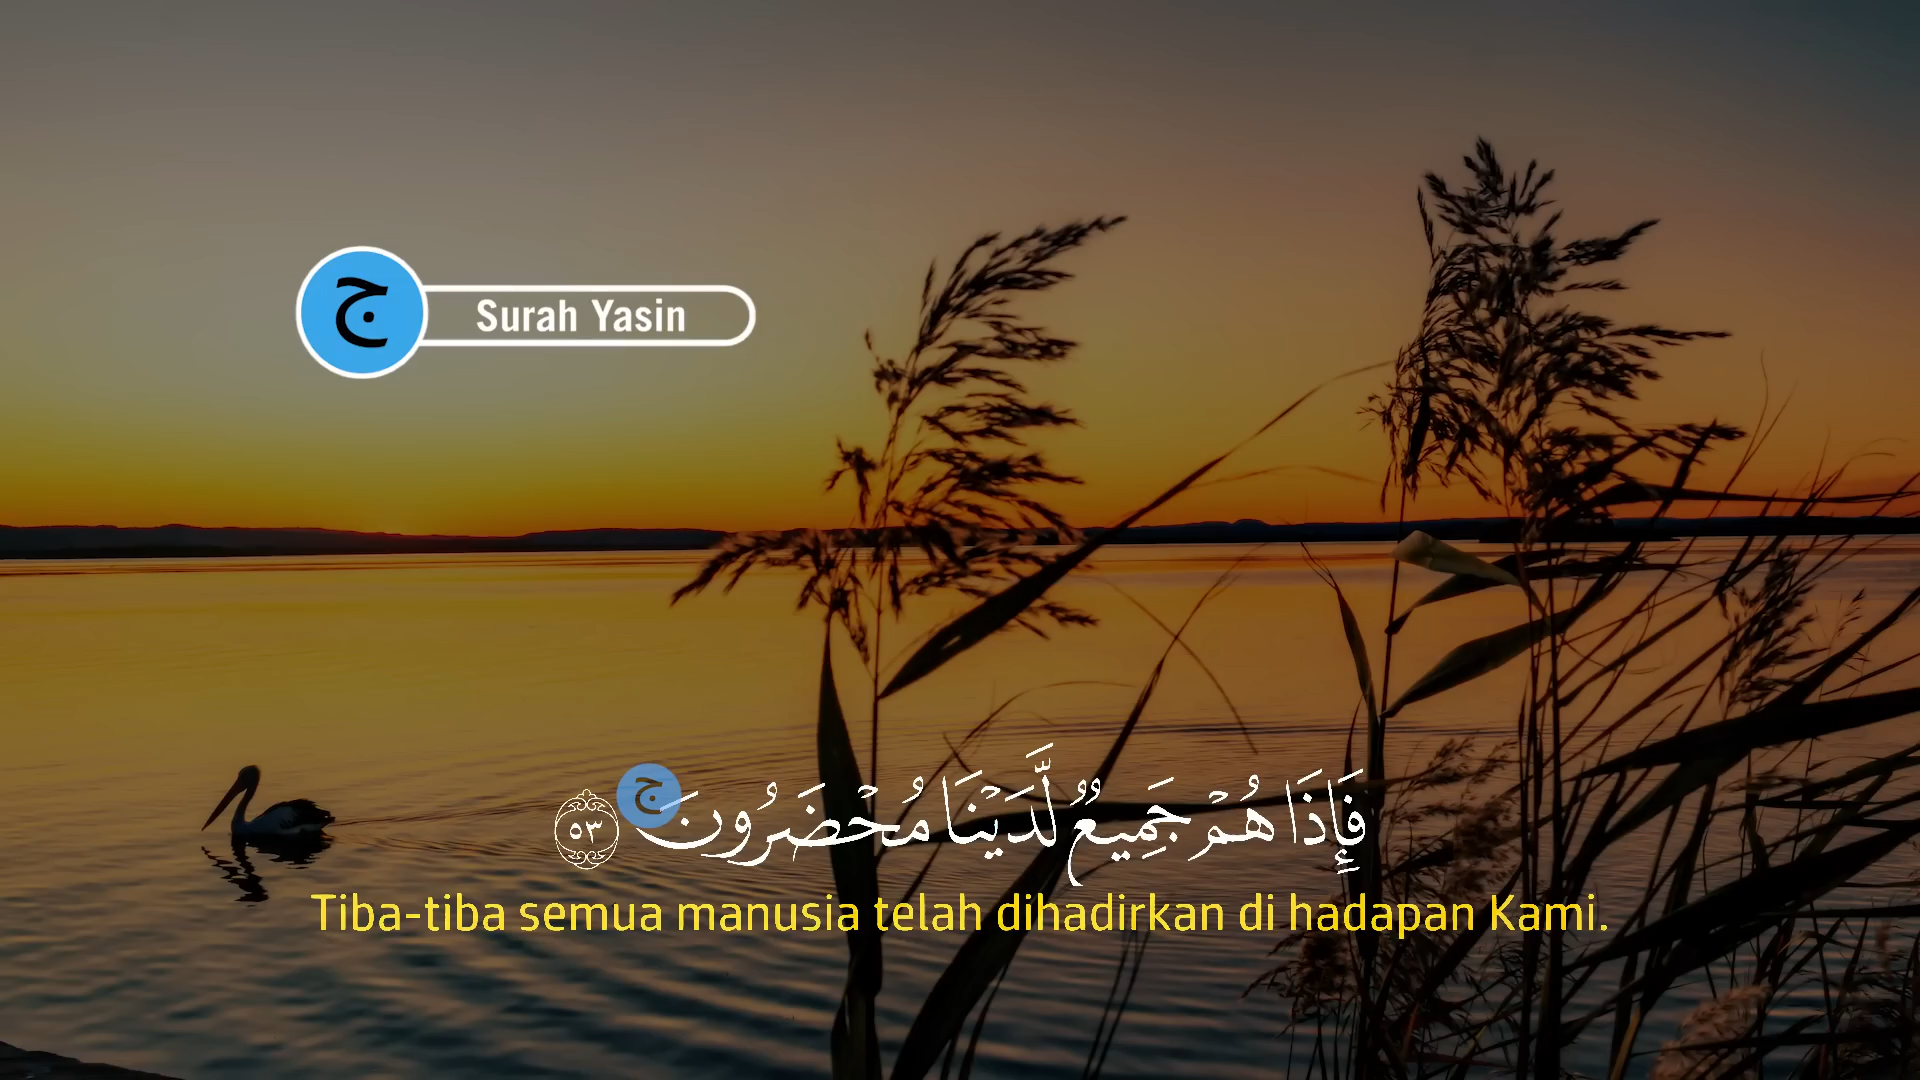 ج Surah Yasin
فَإِذَا هُمْ جَمِيعٌ لَّدَيْنَا مُحْضَرُونَ ج ٥٣
Tiba-tiba semua manusia telah dihadirkan di hadapan Kami.